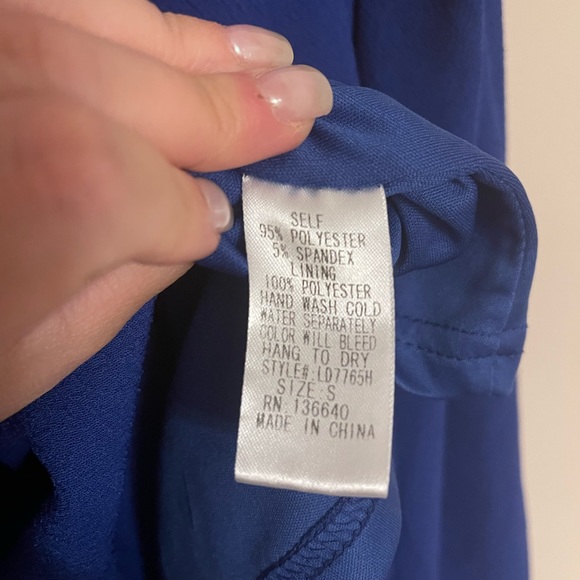 SELF
95% POLYESTER
5% SPANDEX
LINING
100% POLYESTER
HAND WASH COLD
WATER SEPARATELY
COLOR WILL BLEED
HANG TO DRY
STYLE#:LD7765H
SIZE:S
RN 136640
MADE IN CHINA